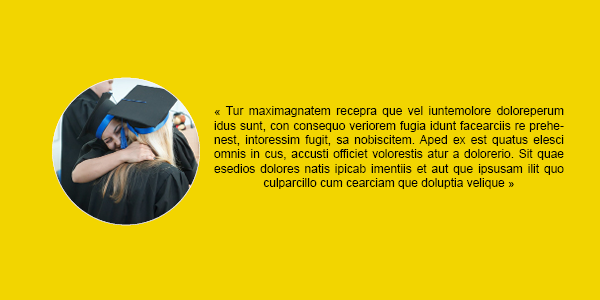 « Tur maximagnatem recepra que vel iuntemolore doloreperum
idus sunt, con consequo veriorem fugia idunt facearciis re prehe-
nest, intoressim fugit, sa nobiscitem. Aped ex est quatus elesci
omnis in cus, accusti officiet volorestis atur a dolorerio. Sit quae
esedios dolores natis ipicab imentiis et aut que ipsusam ilit quo
culparcillo cum cearciam que doluptia velique »